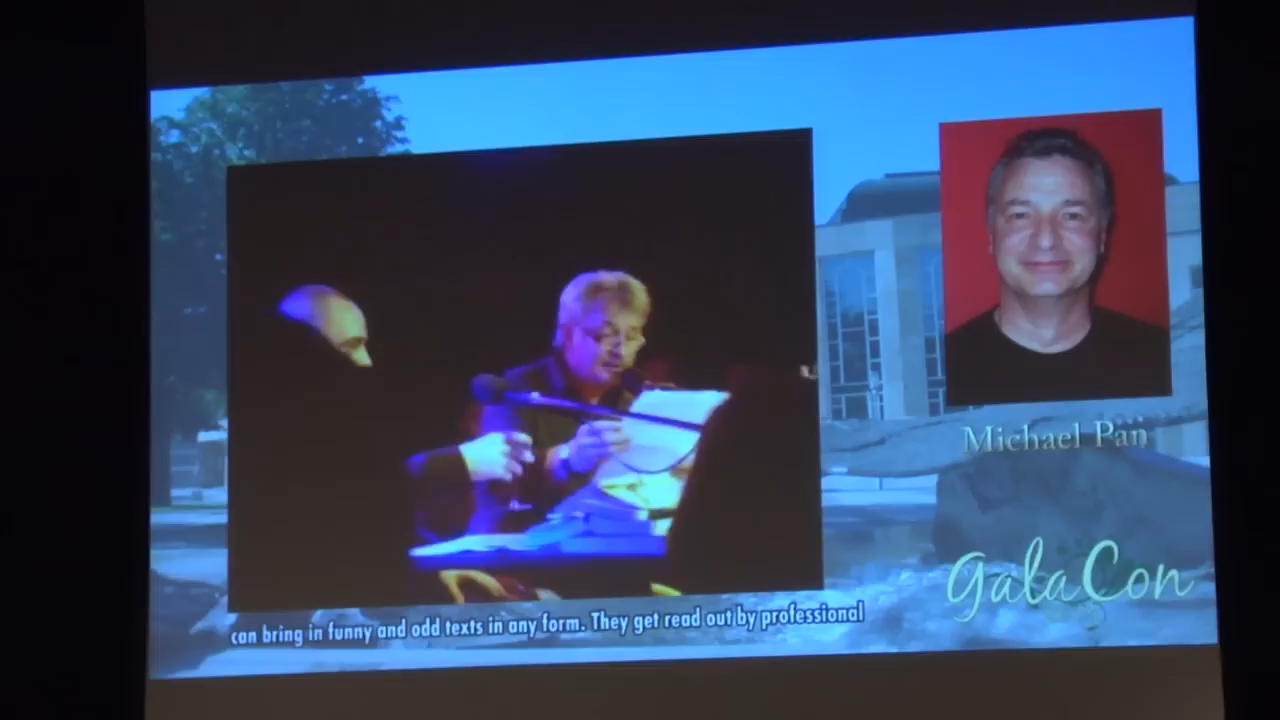 Michael Pan
GalaCon
can bring in funny and odd texts in any form. They get read out by professional